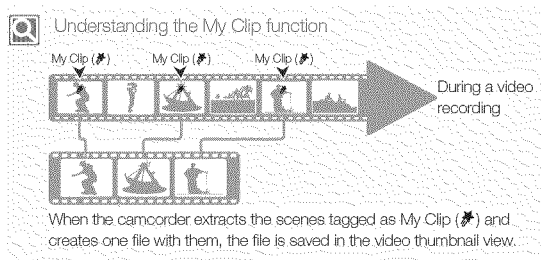 Understanding the My Clip function
My Clip ( ) My Clip ( ) My Clip ( )
During a video
recording
When the camcorder extracts the scenes tagged as My Clip ( ) and
creates one file with them, the file is saved in the video thumbnail view.